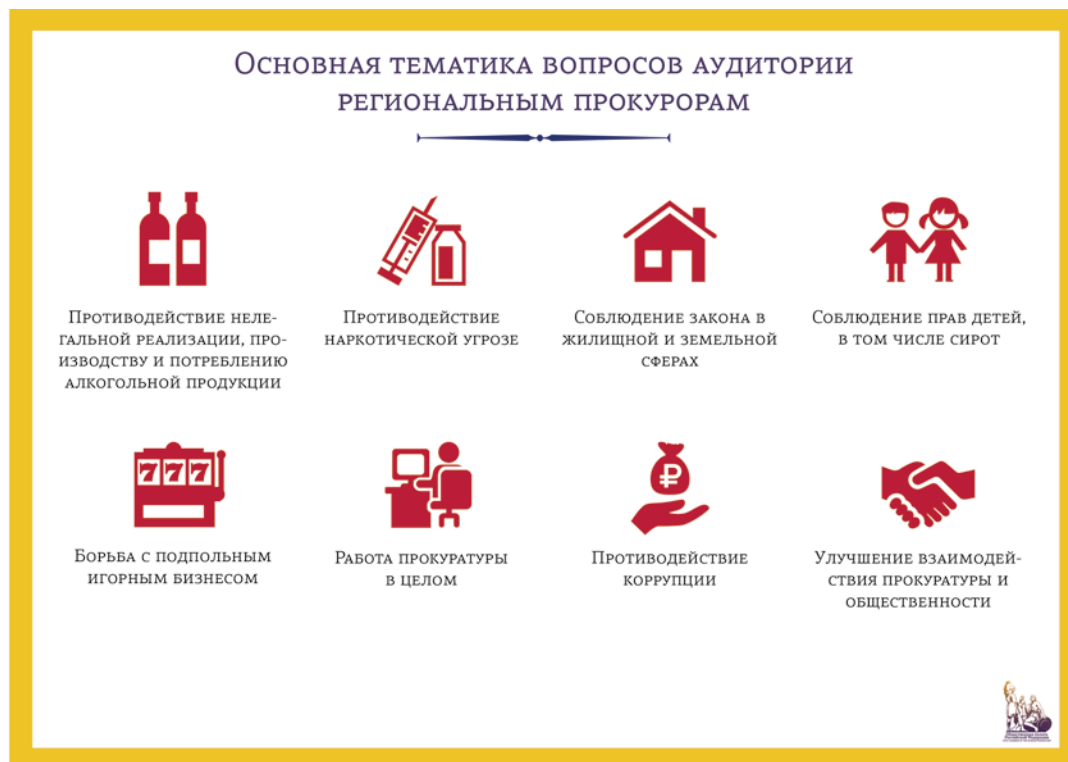 Основная тематика вопросов аудитории
региональным прокурорам
Противодействие неле-
гальной реализации, про-
изводству и потреблению
алкогольной продукции
Противодействие
наркотической угрозе
Соблюдение закона в
жилищной и земельной
сферах
Соблюдение прав детей,
в том числе сирот
777
Борьба с подпольным
игорным бизнесом
Работа прокуратуры
в целом
₽
Противодействие
коррупции
Улучшение взаимодей-
ствия прокуратуры и
общественности